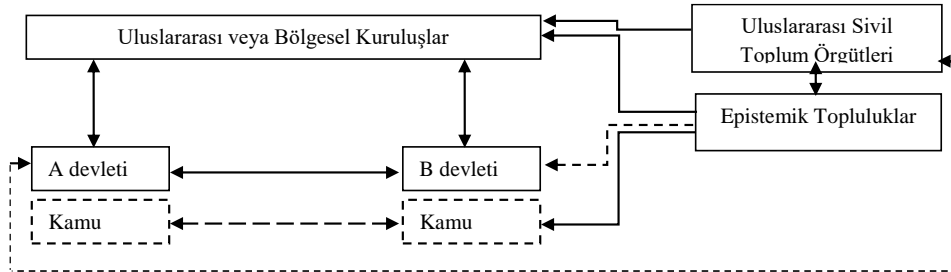 Uluslararası veya Bölgesel Kuruluşlar
Uluslararası Sivil
Toplum Örgütleri
Epistemik Topluluklar
A devleti
B devleti
Kamu
Kamu